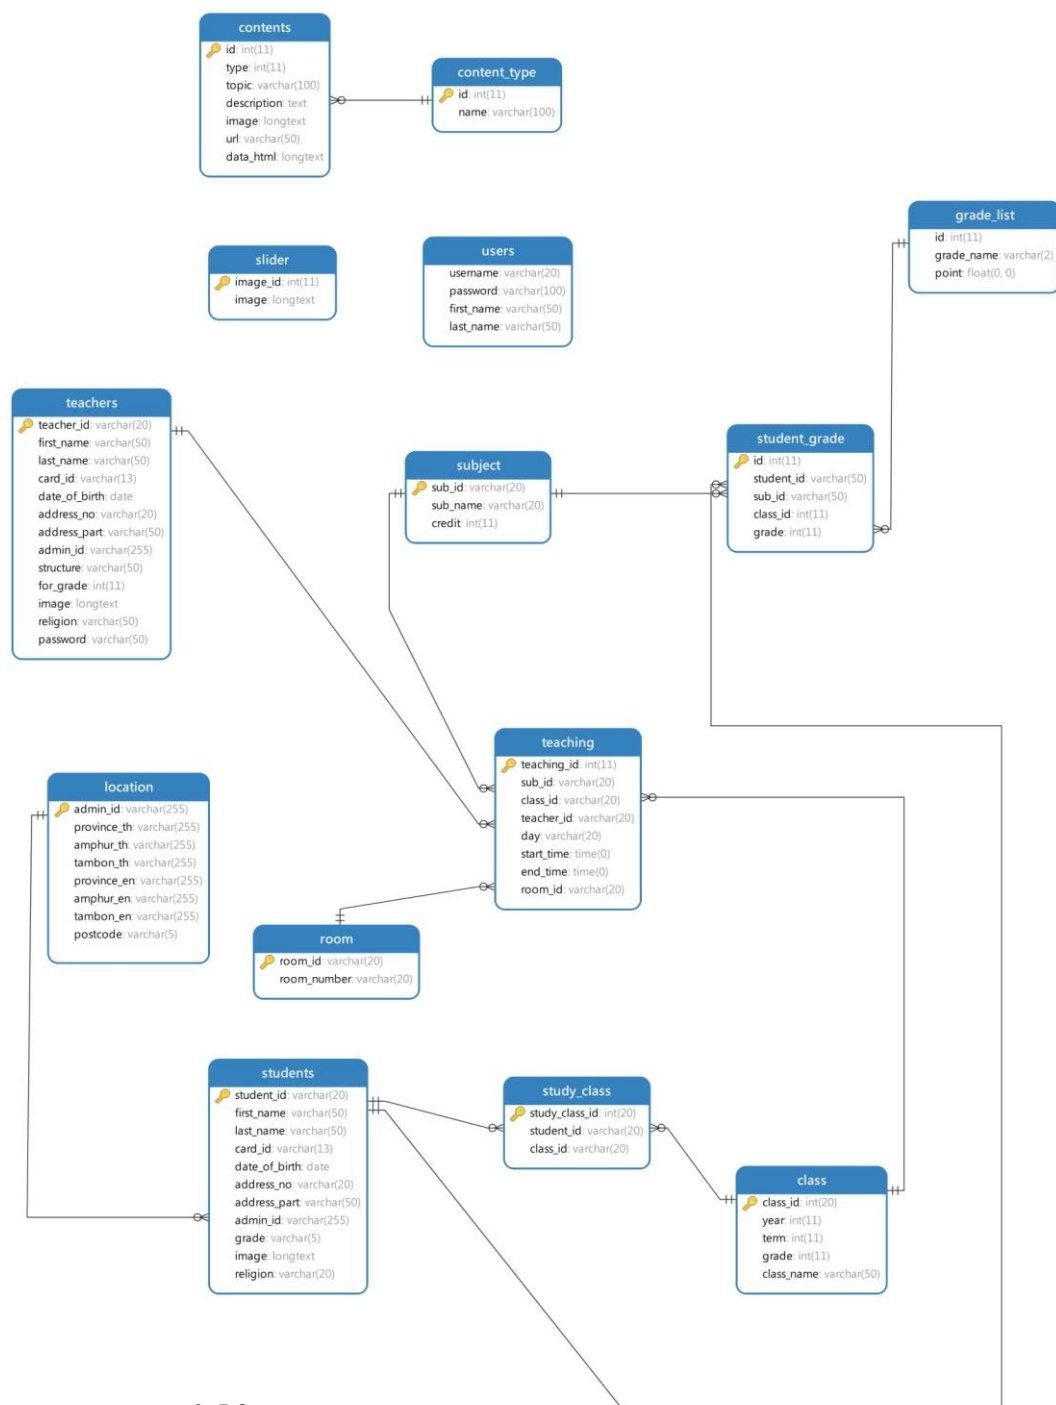 contents
id: int(11)
type: int(11)
topic: varchar(100)
description: text
image: longtext
url: varchar(50)
data_html: longtext
content_type
id: int(11)
name: varchar(100)
grade_list
id: int(11)
grade_name: varchar(2)
point: float(0, 0)
slider
image_id: int(11)
image: longtext
users
username: varchar(20)
password: varchar(100)
first_name: varchar(50)
last_name: varchar(50)
teachers
teacher_id: varchar(20)
first_name: varchar(50)
last_name: varchar(50)
card_id: varchar(13)
date_of_birth: date
address_no: varchar(20)
address_part: varchar(50)
admin_id: varchar(255)
structure: varchar(50)
for_grade: int(11)
image: longtext
religion: varchar(50)
password: varchar(50)
subject
sub_id: varchar(20)
sub_name: varchar(20)
credit: int(11)
student_grade
id: int(11)
student_id: varchar(50)
sub_id: varchar(50)
class_id: int(11)
grade: int(11)
teaching
teaching_id: int(11)
sub_id: varchar(20)
class_id: varchar(20)
teacher_id: varchar(20)
day: varchar(20)
start_time: time(0)
end_time: time(0)
room_id: varchar(20)
location
admin_id: varchar(255)
province_th: varchar(255)
amphur_th: varchar(255)
tambon_th: varchar(255)
province_en: varchar(255)
amphur_en: varchar(255)
tambon_en: varchar(255)
postcode: varchar(5)
room
room_id: varchar(20)
room_number: varchar(20)
students
student_id: varchar(20)
first_name: varchar(50)
last_name: varchar(50)
card_id: varchar(13)
date_of_birth: date
address_no: varchar(20)
address_part: varchar(50)
admin_id: varchar(255)
grade: varchar(5)
image: longtext
religion: varchar(20)
study_class
study_class_id: int(20)
student_id: varchar(20)
class_id: varchar(20)
class
class_id: int(20)
year: int(11)
term: int(11)
grade: int(11)
class_name: varchar(50)